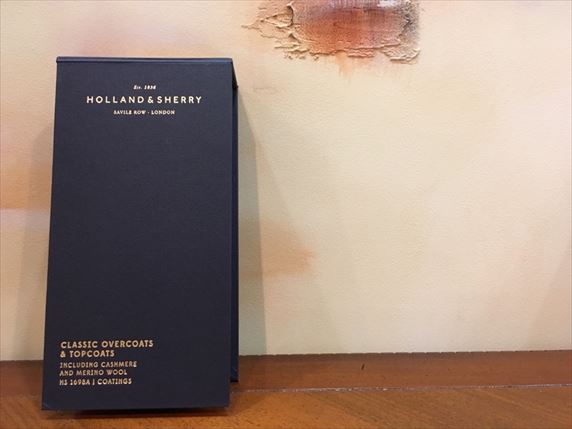 Est. 1836
HOLLAND & SHERRY
SAVILE ROW · LONDON
CLASSIC OVERCOATS
& TOPCOATS
INCLUDING CASHMERE
AND MERINO WOOL
HS 1698A | COATINGS